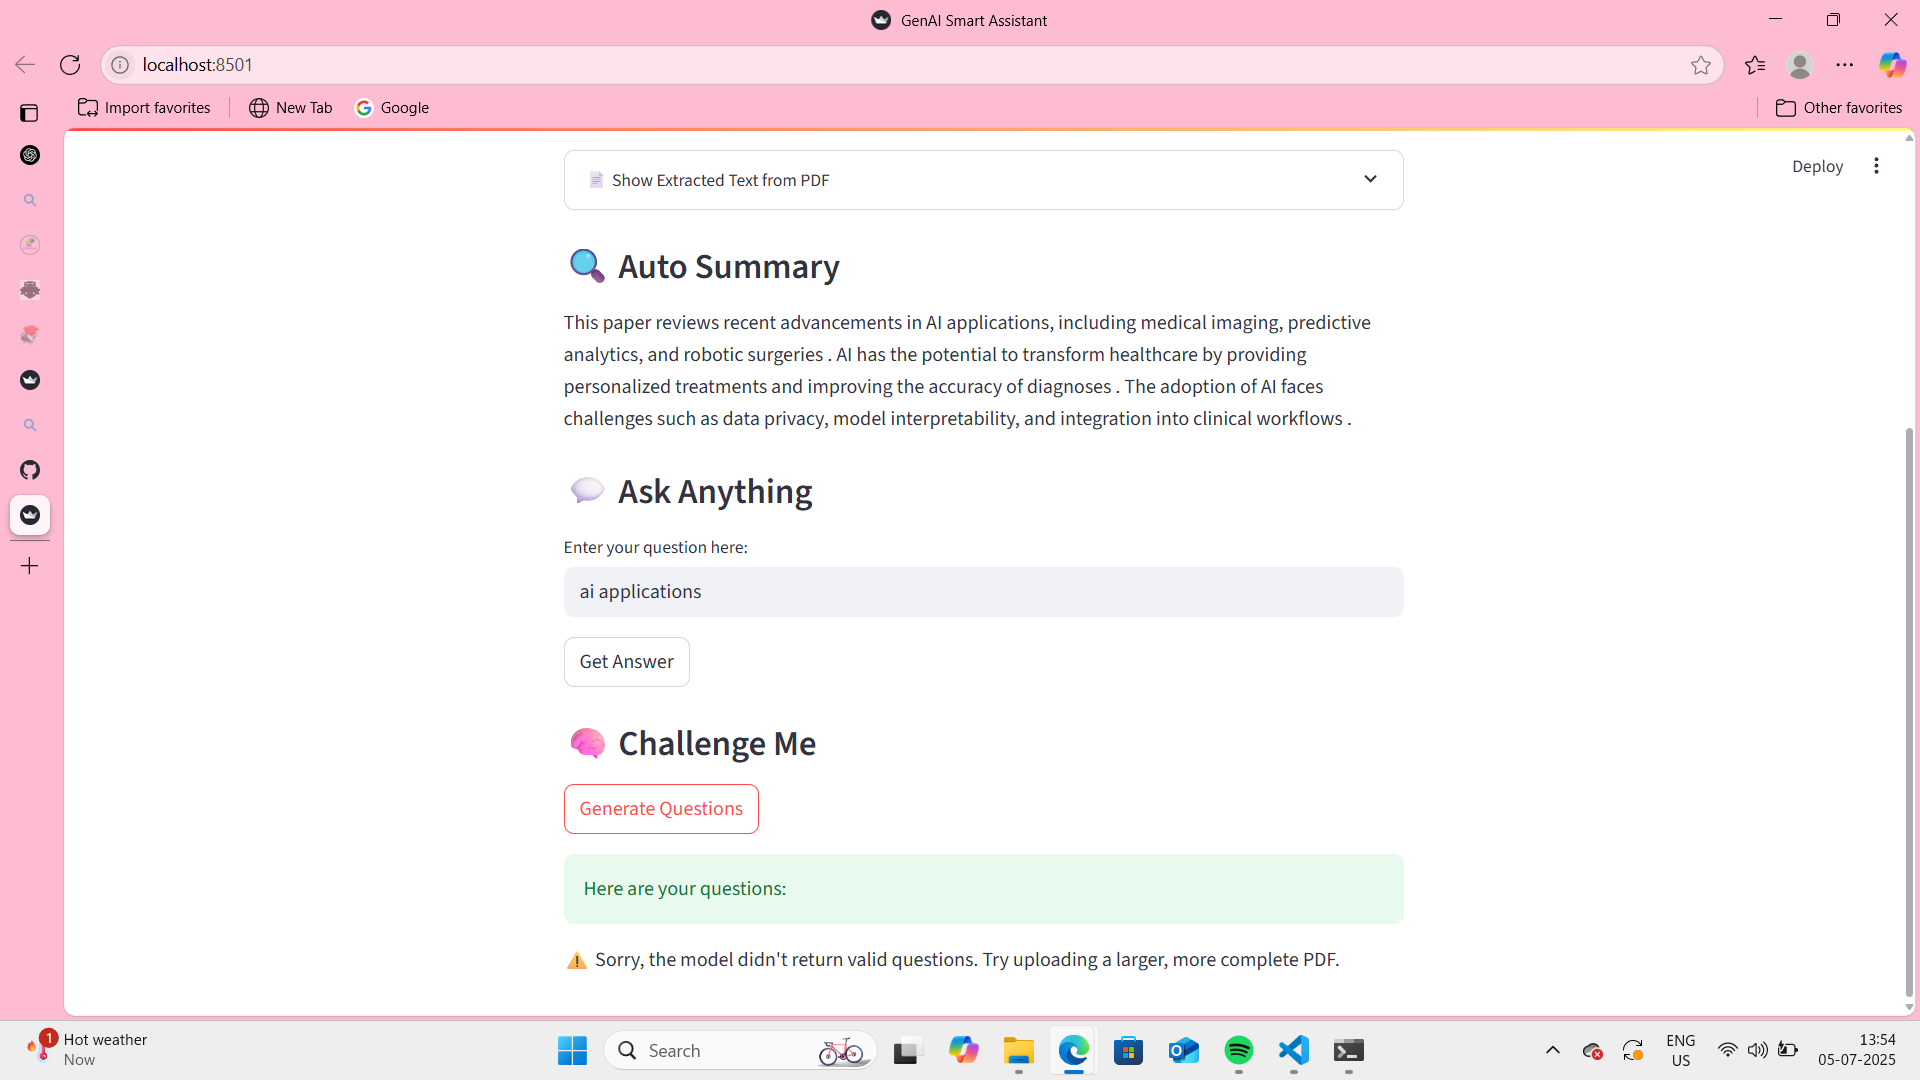 GenAI Smart Assistant
localhost:8501
Import favorites
New Tab
Google
Other favorites
Deploy
Show Extracted Text from PDF
Auto Summary
This paper reviews recent advancements in AI applications, including medical imaging, predictive
analytics, and robotic surgeries . AI has the potential to transform healthcare by providing
personalized treatments and improving the accuracy of diagnoses . The adoption of AI faces
challenges such as data privacy, model interpretability, and integration into clinical workflows .
Ask Anything
Enter your question here:
ai applications
Get Answer
Challenge Me
Generate Questions
Here are your questions:
Sorry, the model didn't return valid questions. Try uploading a larger, more complete PDF.
1
Hot weather
Now
Search
ENG
US
13:54
05-07-2025